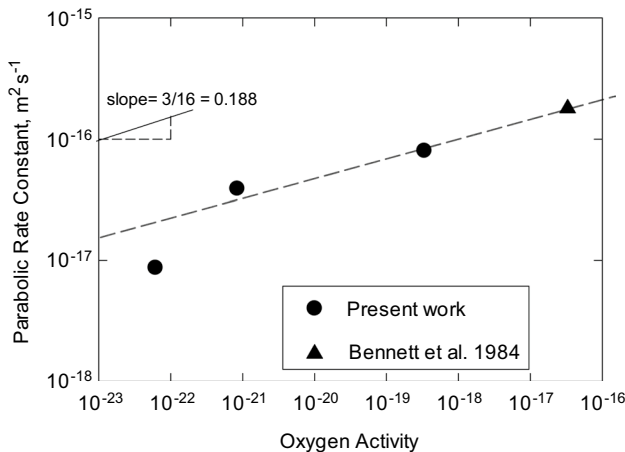 10⁻¹⁵
slope= 3/16 = 0.188
10⁻¹⁶
Parabolic Rate Constant, m² s⁻¹
10⁻¹⁷
Present work
Bennett et al. 1984
10⁻¹⁸
10⁻²³ 10⁻²² 10⁻²¹ 10⁻²⁰ 10⁻¹⁹ 10⁻¹⁸ 10⁻¹⁷ 10⁻¹⁶
Oxygen Activity